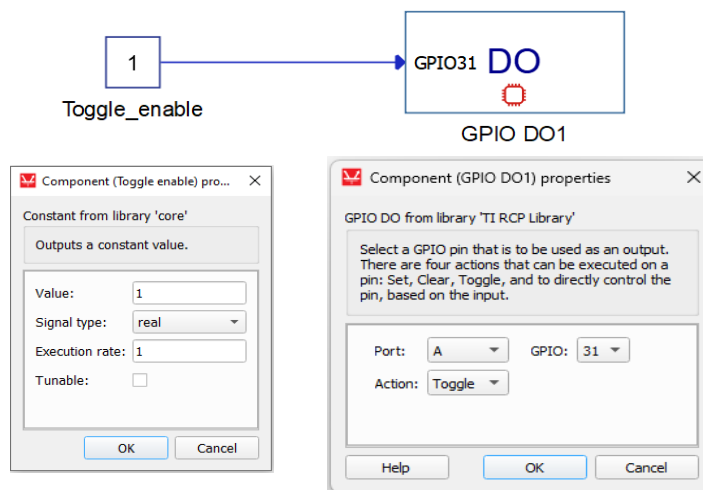 1
GPIO31 DO
Toggle_enable
GPIO DO1
Component (Toggle enable) pro...
Constant from library 'core'
Outputs a constant value.
Value: 1
Signal type: real
Execution rate: 1
Tunable:
OK Cancel
Component (GPIO DO1) properties
GPIO DO from library 'TI RCP Library'
Select a GPIO pin that is to be used as an output.
There are four actions that can be executed on a
pin: Set, Clear, Toggle, and to directly control the
pin, based on the input.
Port: A GPIO: 31
Action: Toggle
Help OK Cancel